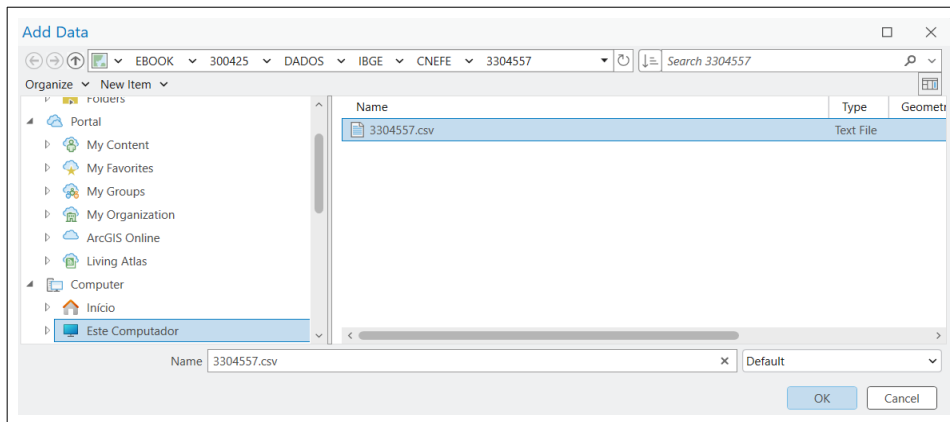 Add Data
EBOOK 300425 DADOS IBGE CNEFE 3304557 Search 3304557
Organize New Item
Folders
Portal
My Content
My Favorites
My Groups
My Organization
ArcGIS Online
Living Atlas
Computer
Início
Este Computador
Name Type Geometr
3304557.csv Text File
Name 3304557.csv Default
OK Cancel